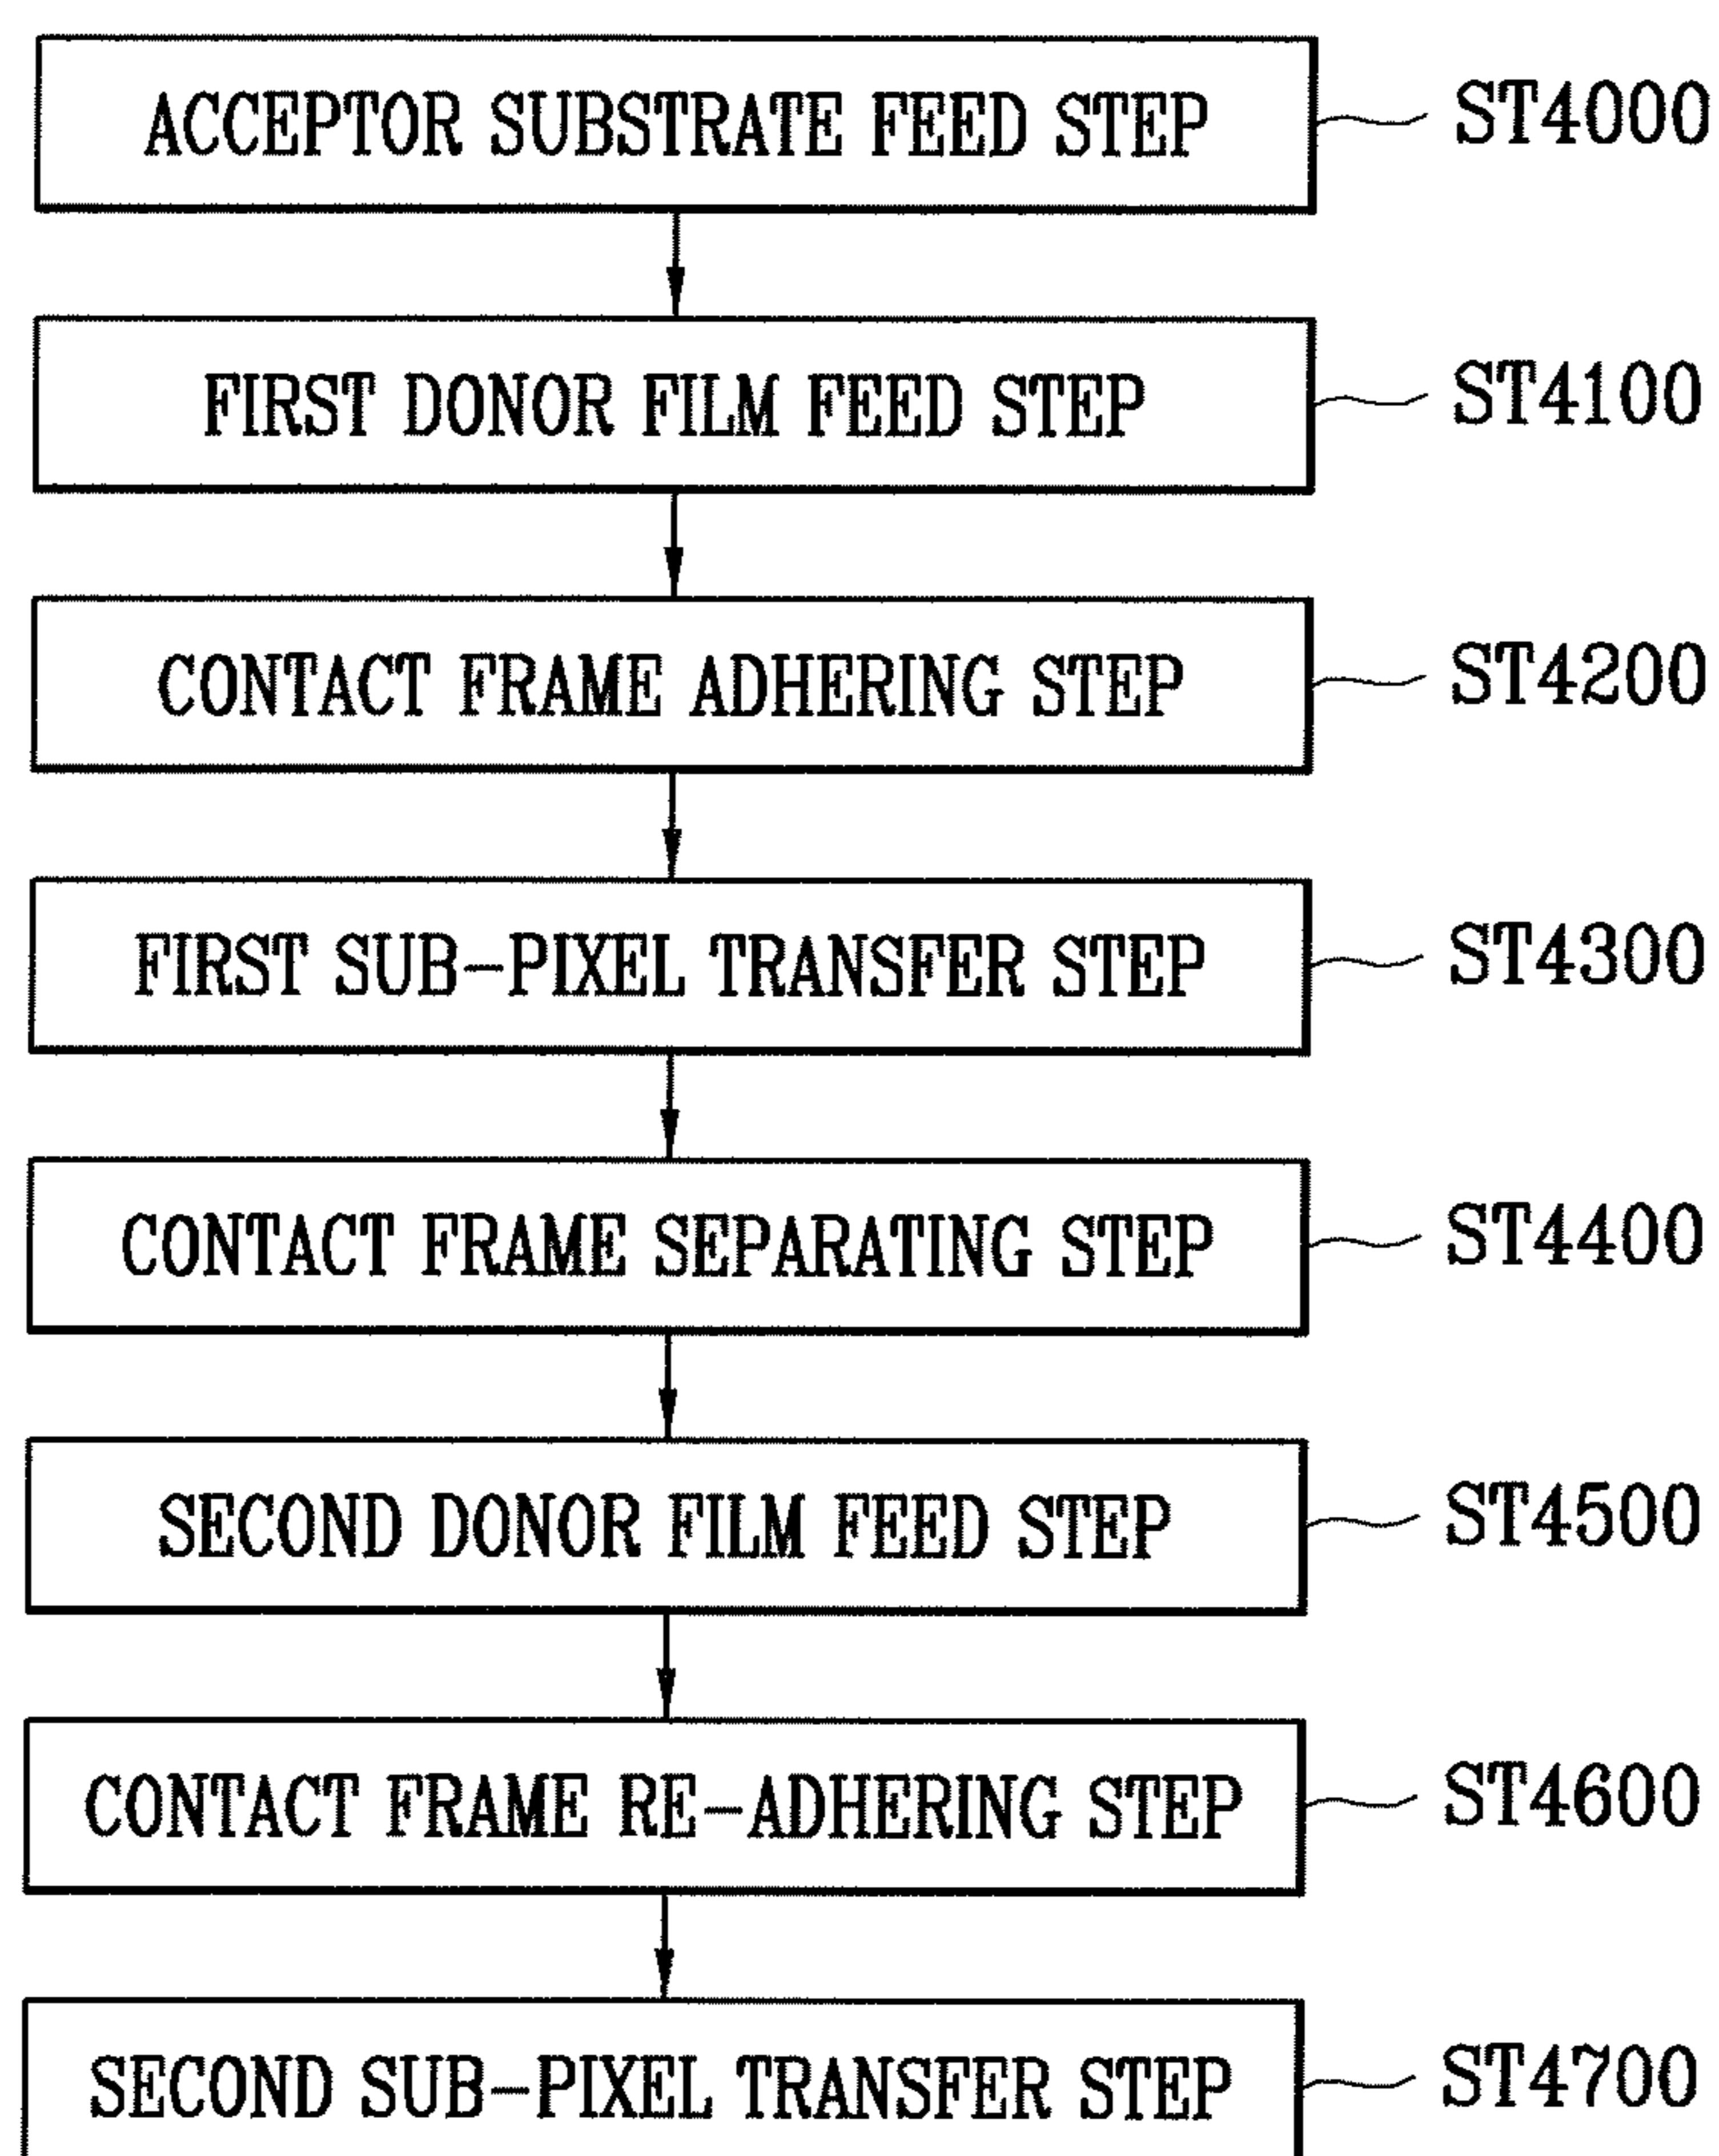 ACCEPTOR SUBSTRATE FEED STEP ST4000
FIRST DONOR FILM FEED STEP ST4100
CONTACT FRAME ADHERING STEP ST4200
FIRST SUB-PIXEL TRANSFER STEP ST4300
CONTACT FRAME SEPARATING STEP ST4400
SECOND DONOR FILM FEED STEP ST4500
CONTACT FRAME RE-ADHERING STEP ST4600
SECOND SUB-PIXEL TRANSFER STEP ST4700